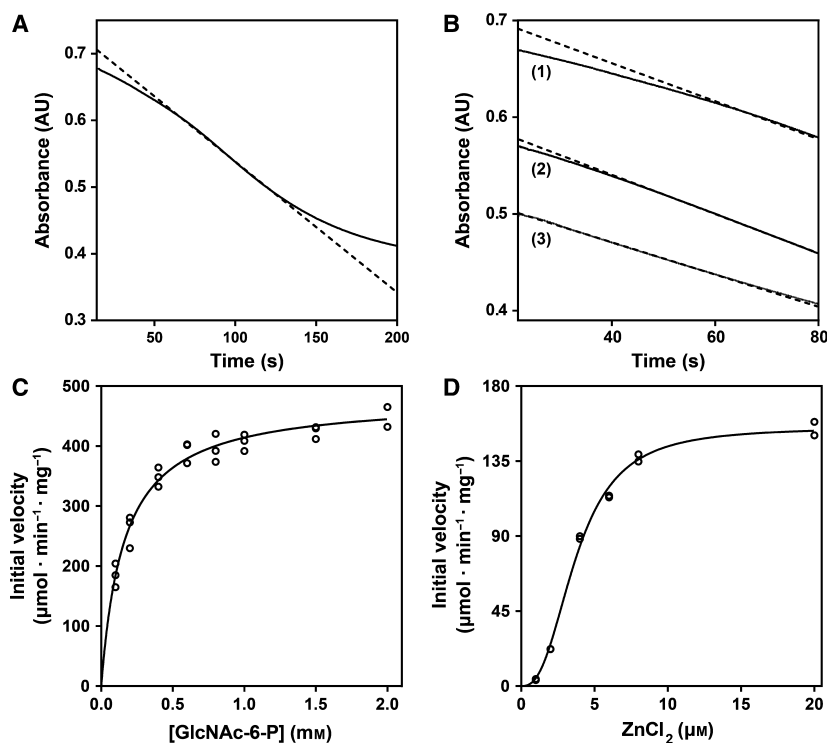 A
Absorbance (AU)
0.7
0.6
0.5
0.4
0.3
50
100
150
200
Time (s)
B
Absorbance (AU)
0.7
0.6
0.5
0.4
(1)
(2)
(3)
40
60
80
Time (s)
C
Initial velocity
(µmol · min⁻¹ · mg⁻¹)
500
400
300
200
100
0
0.0
0.5
1.0
1.5
2.0
[GlcNAc-6-P] (mM)
D
Initial velocity
(µmol · min⁻¹ · mg⁻¹)
180
135
90
45
0
0
5
10
15
20
ZnCl₂ (µM)